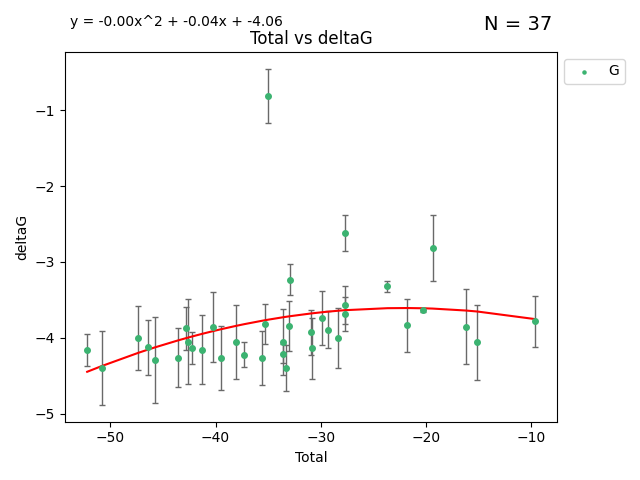 y = -0.00x^2 + -0.04x + -4.06
N = 37
Total vs deltaG
G
−1
−2
−3
−4
−5
deltaG
−50 −40 −30 −20 −10
Total